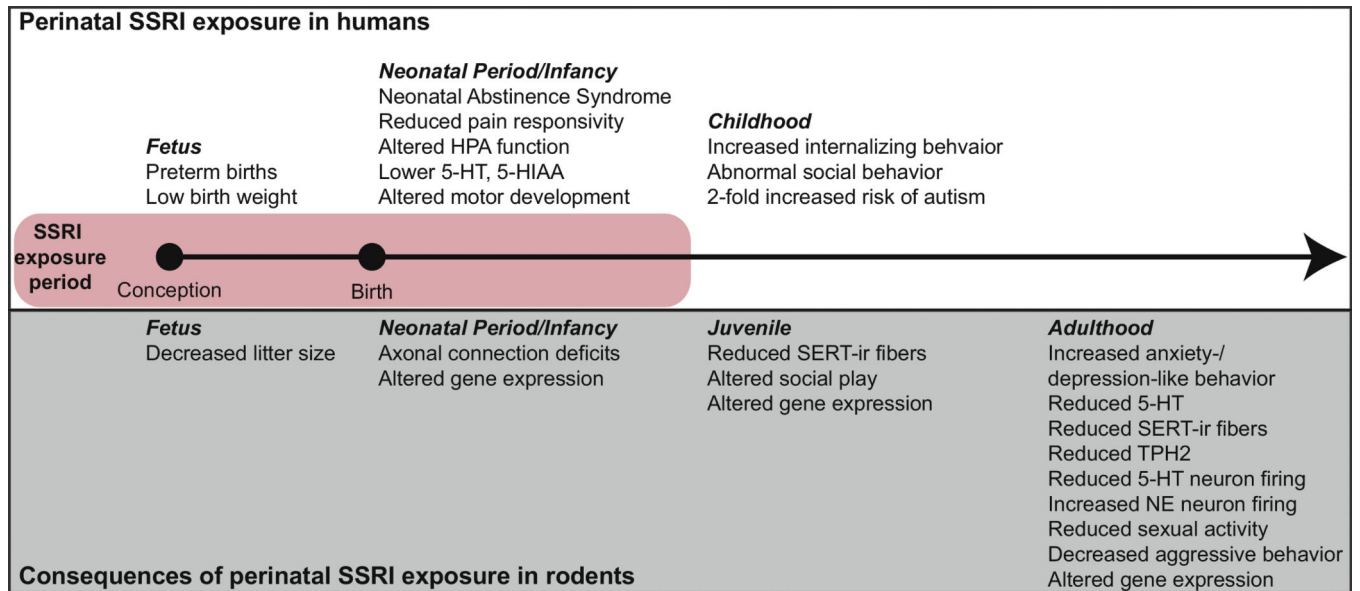 Perinatal SSRI exposure in humans
Fetus
Preterm births
Low birth weight
Neonatal Period/Infancy
Neonatal Abstinence Syndrome
Reduced pain responsivity
Altered HPA function
Lower 5-HT, 5-HIAA
Altered motor development
Childhood
Increased internalizing behvaior
Abnormal social behavior
2-fold increased risk of autism
SSRI
exposure
period
Conception
Birth
Fetus
Decreased litter size
Neonatal Period/Infancy
Axonal connection deficits
Altered gene expression
Juvenile
Reduced SERT-ir fibers
Altered social play
Altered gene expression
Adulthood
Increased anxiety-/
depression-like behavior
Reduced 5-HT
Reduced SERT-ir fibers
Reduced TPH2
Reduced 5-HT neuron firing
Increased NE neuron firing
Reduced sexual activity
Decreased aggressive behavior
Altered gene expression
Consequences of perinatal SSRI exposure in rodents